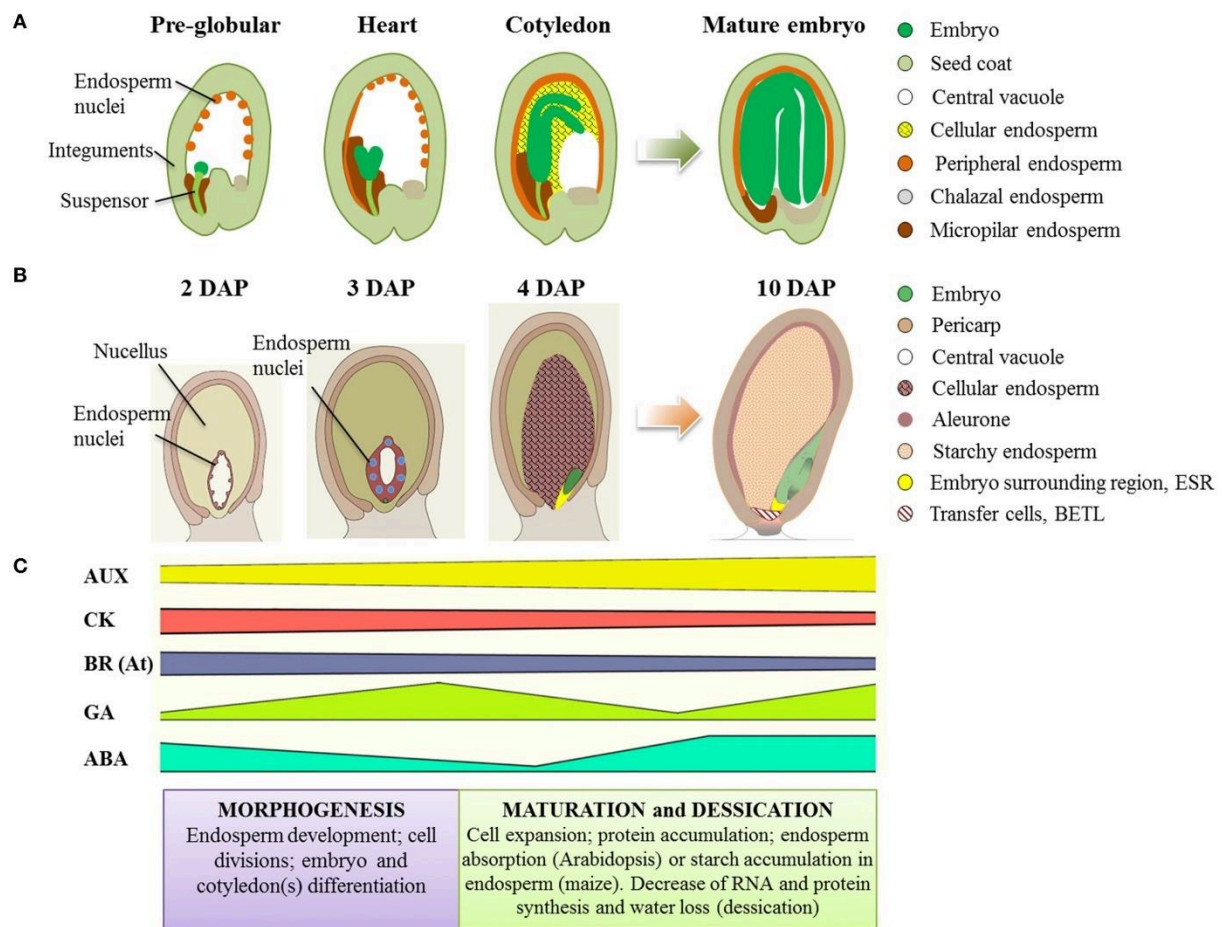 A
Pre-globular
Heart
Cotyledon
Mature embryo
Endosperm
nuclei
Integuments
Suspensor
Embryo
Seed coat
Central vacuole
Cellular endosperm
Peripheral endosperm
Chalazal endosperm
Micropilar endosperm
B
2 DAP
3 DAP
4 DAP
10 DAP
Nucellus
Endosperm
nuclei
Endosperm
nuclei
Embryo
Pericarp
Central vacuole
Cellular endosperm
Aleurone
Starchy endosperm
Embryo surrounding region, ESR
Transfer cells, BETL
C
AUX
CK
BR (At)
GA
ABA
MORPHOGENESIS
Endosperm development; cell
divisions; embryo and
cotyledon(s) differentiation
MATURATION and DESSICATION
Cell expansion; protein accumulation; endosperm
absorption (Arabidopsis) or starch accumulation in
endosperm (maize). Decrease of RNA and protein
synthesis and water loss (dessication)